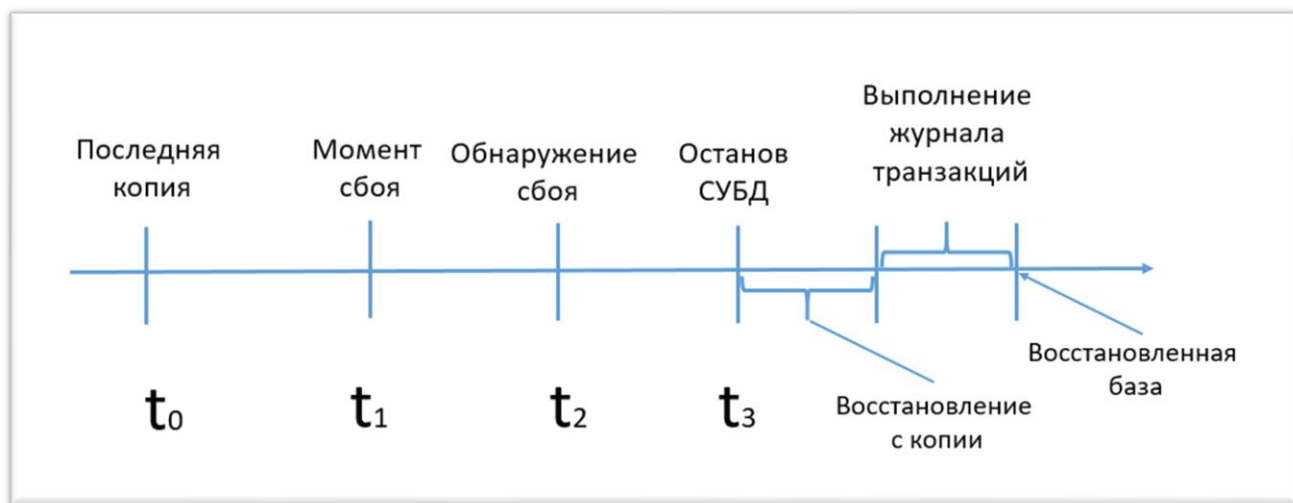 Последняя
копия
Момент
сбоя
Обнаружение
сбоя
Останов
СУБД
Выполнение
журнала
транзакций
t0
t1
t2
t3
Восстановление
с копии
Восстановленная
база